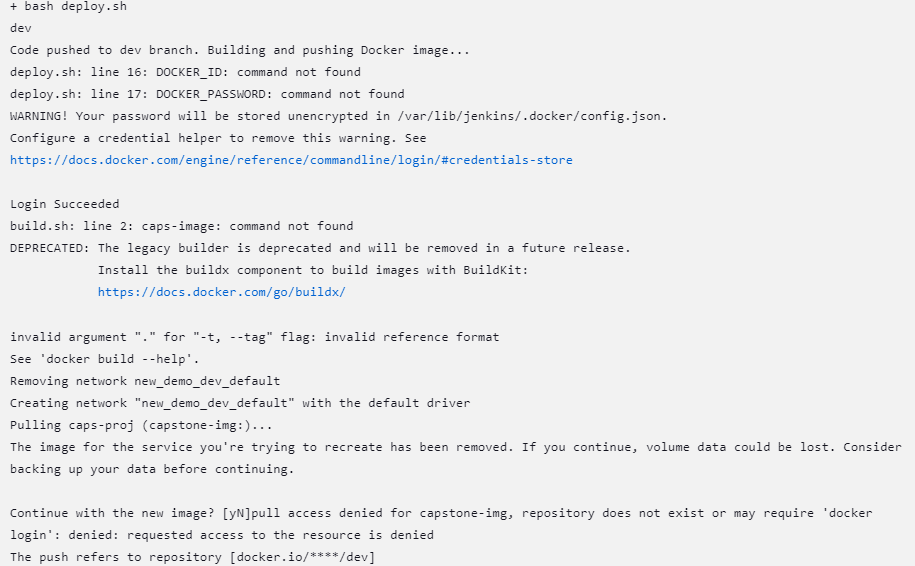 + bash deploy.sh
dev
Code pushed to dev branch. Building and pushing Docker image...
deploy.sh: line 16: DOCKER_ID: command not found
deploy.sh: line 17: DOCKER_PASSWORD: command not found
WARNING! Your password will be stored unencrypted in /var/lib/jenkins/.docker/config.json.
Configure a credential helper to remove this warning. See
https://docs.docker.com/engine/reference/commandline/login/#credentials-store
Login Succeeded
build.sh: line 2: caps-image: command not found
DEPRECATED: The legacy builder is deprecated and will be removed in a future release.
Install the buildx component to build images with BuildKit:
https://docs.docker.com/go/buildx/
invalid argument "." for "-t, --tag" flag: invalid reference format
See 'docker build --help'.
Removing network new_demo_dev_default
Creating network "new_demo_dev_default" with the default driver
Pulling caps-proj (capstone-img:)...
The image for the service you're trying to recreate has been removed. If you continue, volume data could be lost. Consider
backing up your data before continuing.
Continue with the new image? [yN]pull access denied for capstone-img, repository does not exist or may require 'docker
login': denied: requested access to the resource is denied
The push refers to repository [docker.io/****/dev]